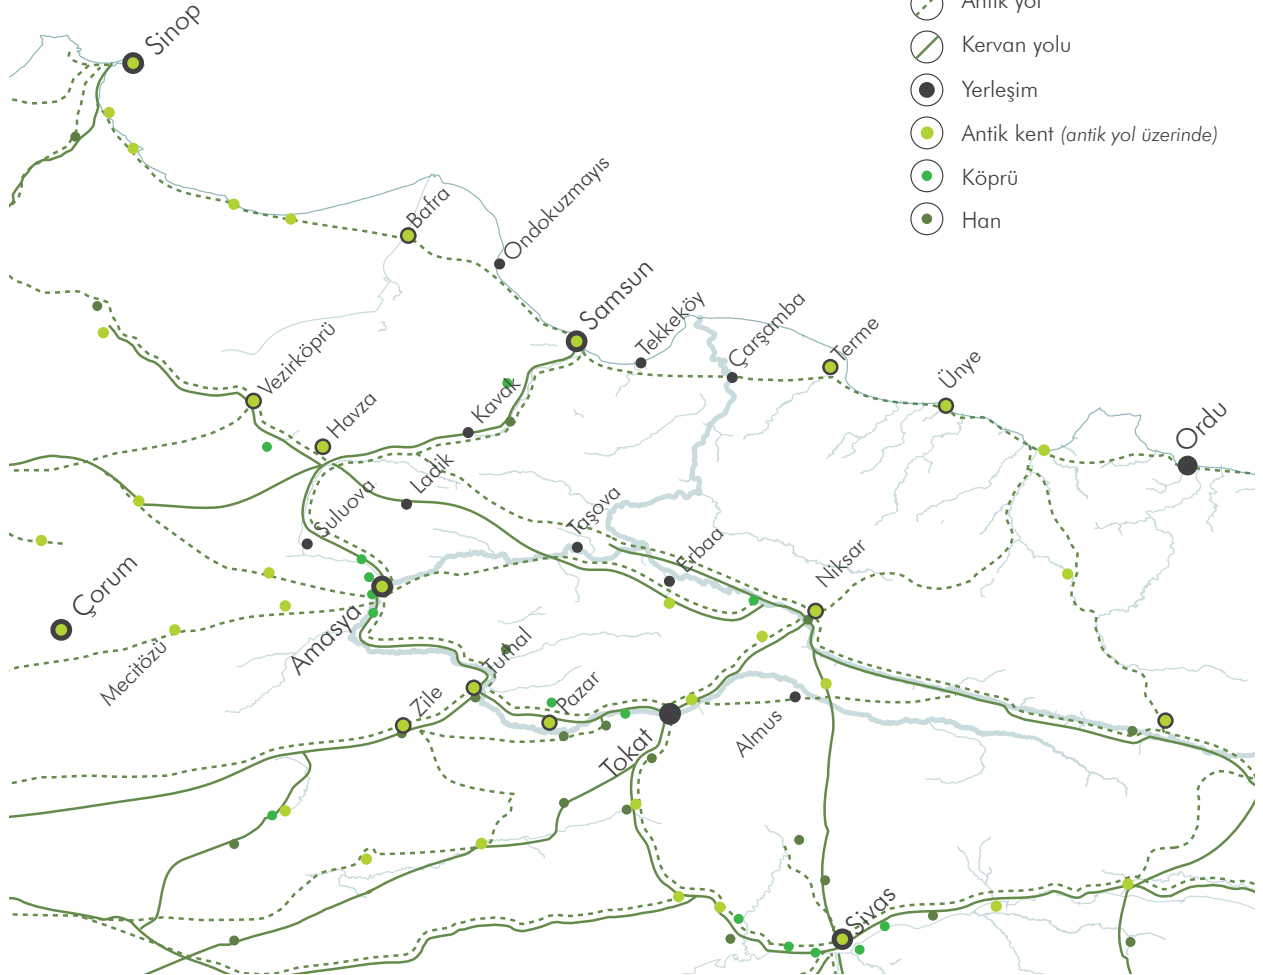 Antik yol
Kervan yolu
Yerleşim
Antik kent (antik yol üzerinde)
Köprü
Han
Sinop
Bafra
Ondokuzmayıs
Samsun
Tekkeköy
Çarşamba
Terme
Ünye
Ordu
Vezirköprü
Havza
Kavak
Ladik
Suluova
Taşova
Erbaa
Niksar
Çorum
Amasya
Mecitözü
Turhal
Zile
Pazar
Tokat
Almus
Sivas